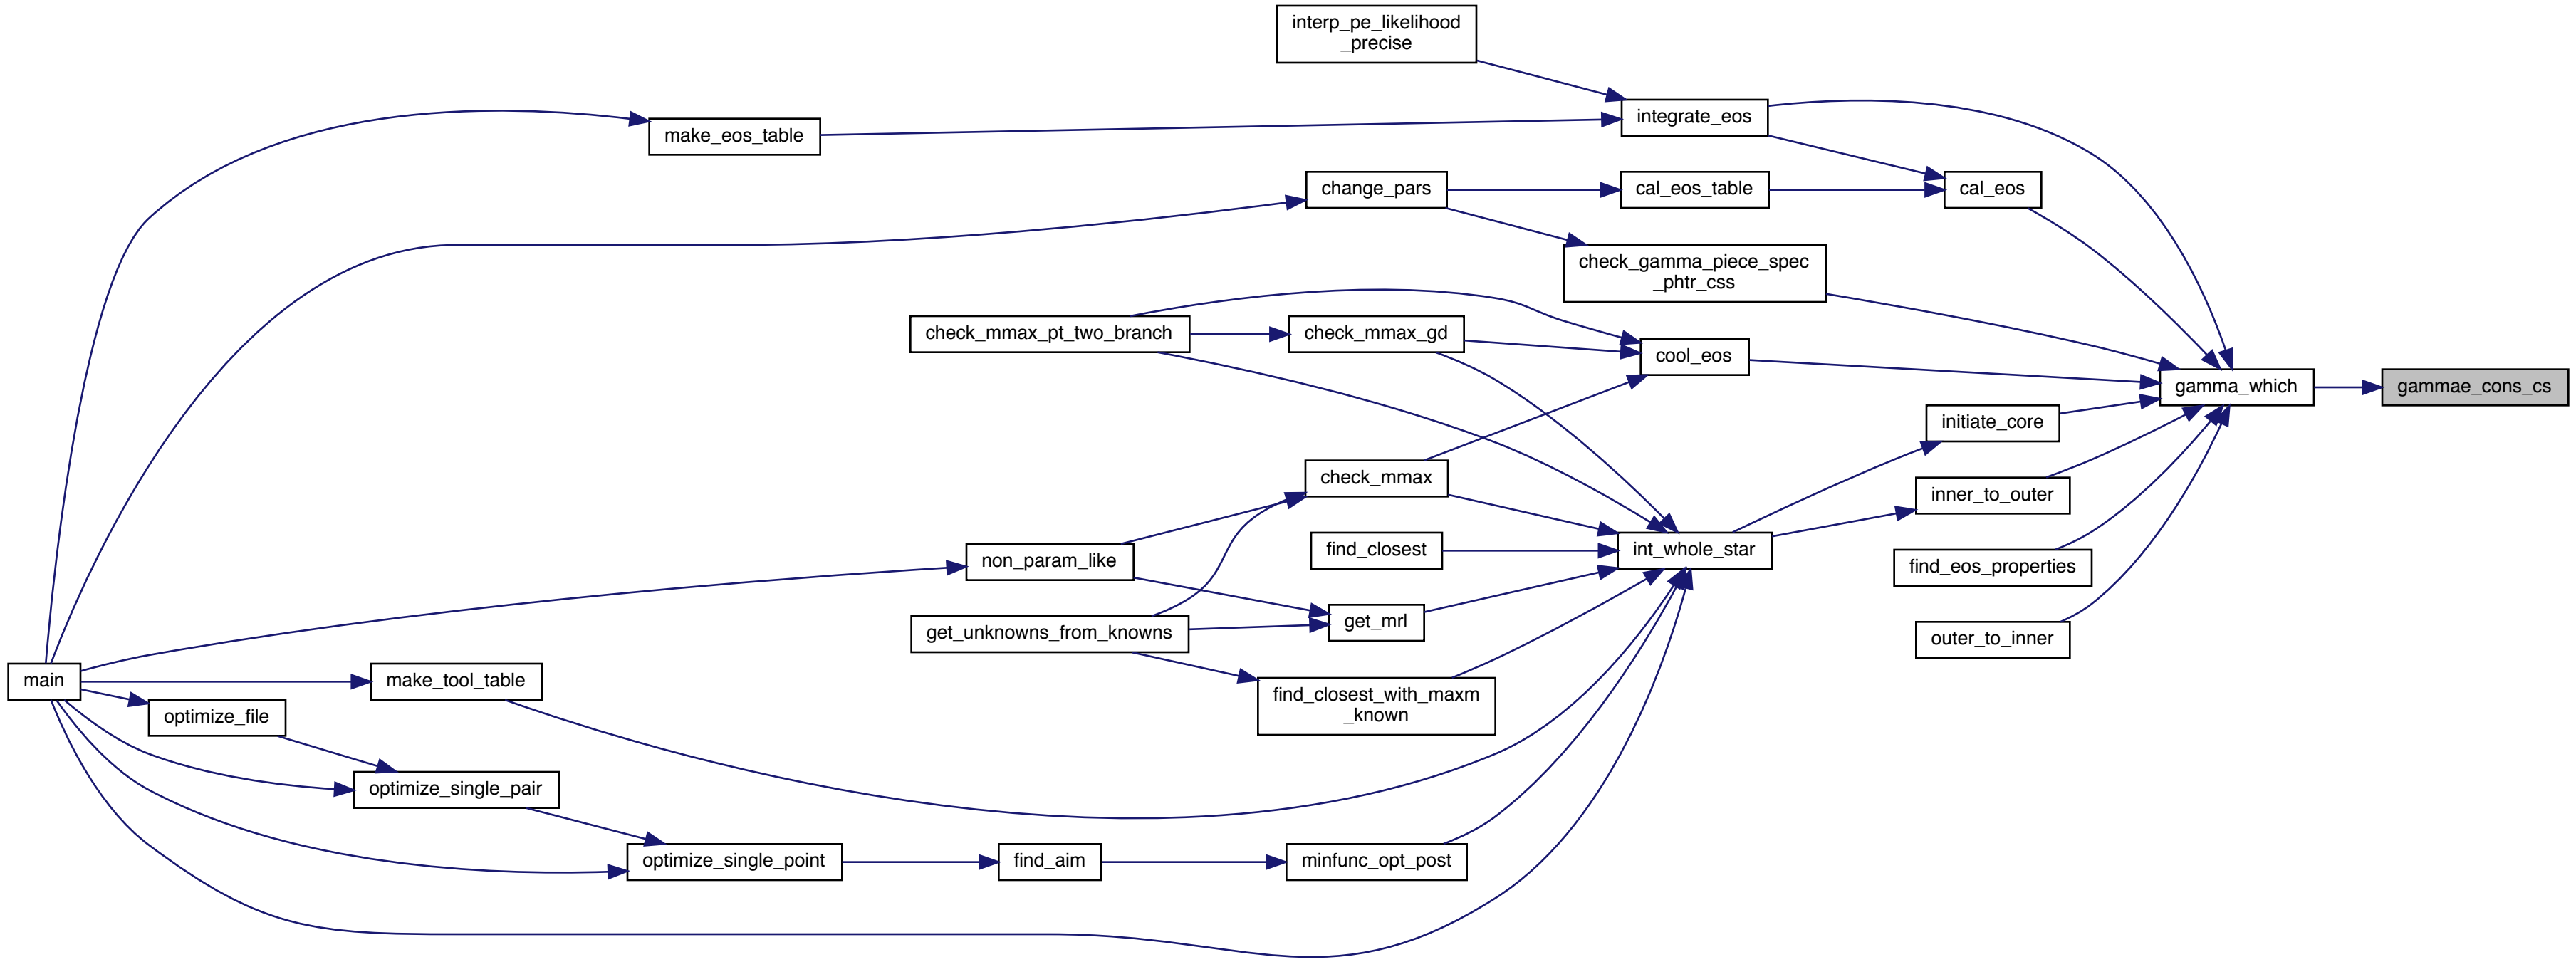 interp_pe_likelihood
_precise
integrate_eos
make_eos_table
change_pars
cal_eos_table
cal_eos
check_gamma_piece_spec
_phtr_css
check_mmax_pt_two_branch
check_mmax_gd
cool_eos
gamma_which
gammae_cons_cs
initiate_core
check_mmax
inner_to_outer
find_closest
int_whole_star
non_param_like
find_eos_properties
get_mrl
get_unknowns_from_knowns
outer_to_inner
main
make_tool_table
find_closest_with_maxm
_known
optimize_file
optimize_single_pair
optimize_single_point
find_aim
minfunc_opt_post